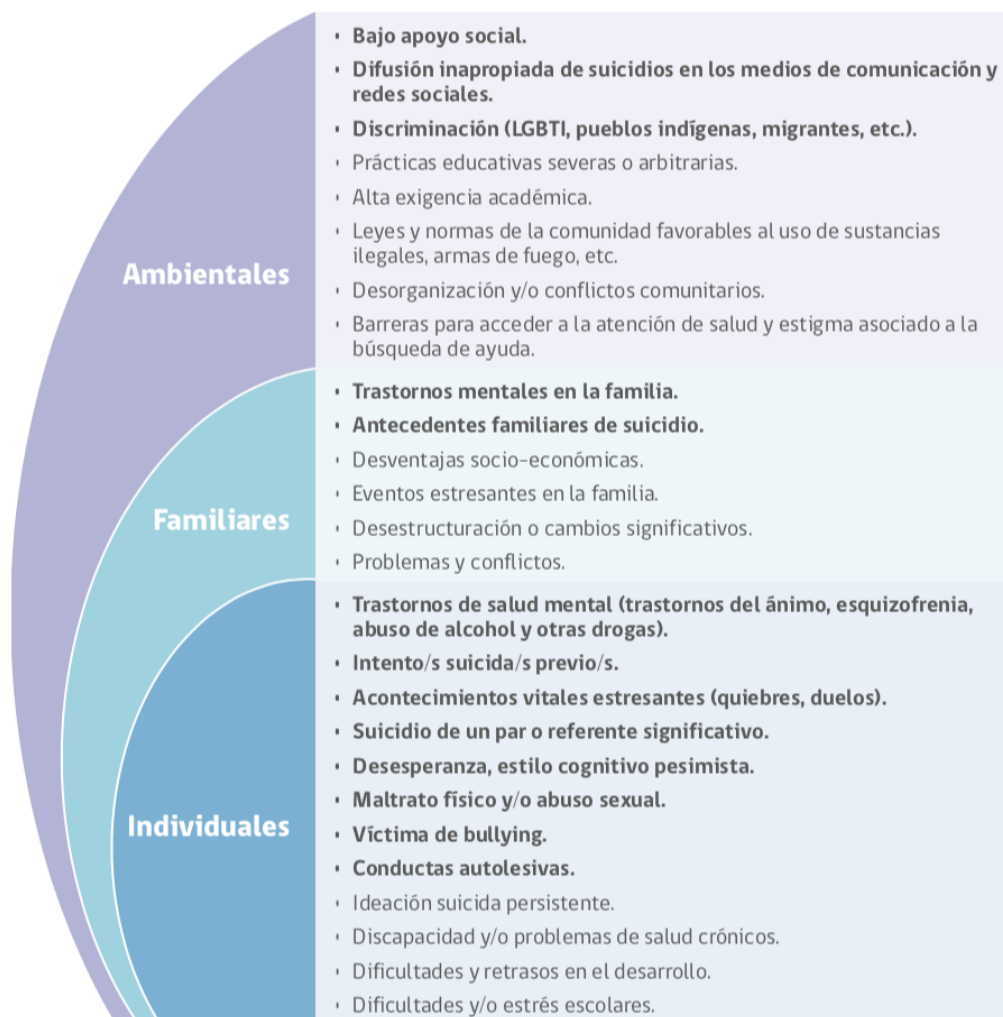 • Bajo apoyo social.
• Difusión inapropiada de suicidios en los medios de comunicación y
redes sociales.
• Discriminación (LGBTI, pueblos indígenas, migrantes, etc.).
• Prácticas educativas severas o arbitrarias.
• Alta exigencia académica.
• Leyes y normas de la comunidad favorables al uso de sustancias
ilegales, armas de fuego, etc.
Ambientales
• Desorganización y/o conflictos comunitarios.
• Barreras para acceder a la atención de salud y estigma asociado a la
búsqueda de ayuda.
• Trastornos mentales en la familia.
• Antecedentes familiares de suicidio.
• Desventajas socio-económicas.
• Eventos estresantes en la familia.
Familiares
• Desestructuración o cambios significativos.
• Problemas y conflictos.
• Trastornos de salud mental (trastornos del ánimo, esquizofrenia,
abuso de alcohol y otras drogas).
• Intento/s suicida/s previo/s.
• Acontecimientos vitales estresantes (quiebres, duelos).
• Suicidio de un par o referente significativo.
• Desesperanza, estilo cognitivo pesimista.
• Maltrato físico y/o abuso sexual.
Individuales
• Víctima de bullying.
• Conductas autolesivas.
• Ideación suicida persistente.
• Discapacidad y/o problemas de salud crónicos.
• Dificultades y retrasos en el desarrollo.
• Dificultades y/o estrés escolares.